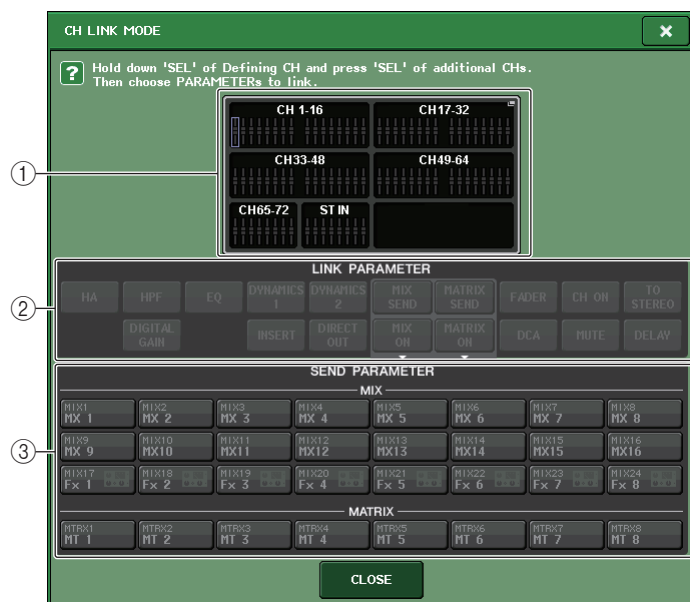 CH LINK MODE
×
? Hold down 'SEL' of Defining CH and press 'SEL' of additional CHs.
Then choose PARAMETERs to link.
①
CH 1-16 CH17-32
CH33-48 CH49-64
CH65-72 ST IN
②
LINK PARAMETER
HA HPF EQ DYNAMICS 1 DYNAMICS 2 MIX SEND MATRIX SEND FADER CH ON TO STEREO
DIGITAL GAIN INSERT DIRECT OUT MIX ON MATRIX ON DCA MUTE DELAY
③
SEND PARAMETER
MIX
MIX1 MIX2 MIX3 MIX4 MIX5 MIX6 MIX7 MIX8
MX 1 MX 2 MX 3 MX 4 MX 5 MX 6 MX 7 MX 8
MIX9 MIX10 MIX11 MIX12 MIX13 MIX14 MIX15 MIX16
MX 9 MX10 MX11 MX12 MX13 MX14 MX15 MX16
MIX17 MIX18 MIX19 MIX20 MIX21 MIX22 MIX23 MIX24
Fx 1 Fx 2 Fx 3 Fx 4 Fx 5 Fx 6 Fx 7 Fx 8
MATRIX
MTRX1 MTRX2 MTRX3 MTRX4 MTRX5 MTRX6 MTRX7 MTRX8
MT 1 MT 2 MT 3 MT 4 MT 5 MT 6 MT 7 MT 8
CLOSE